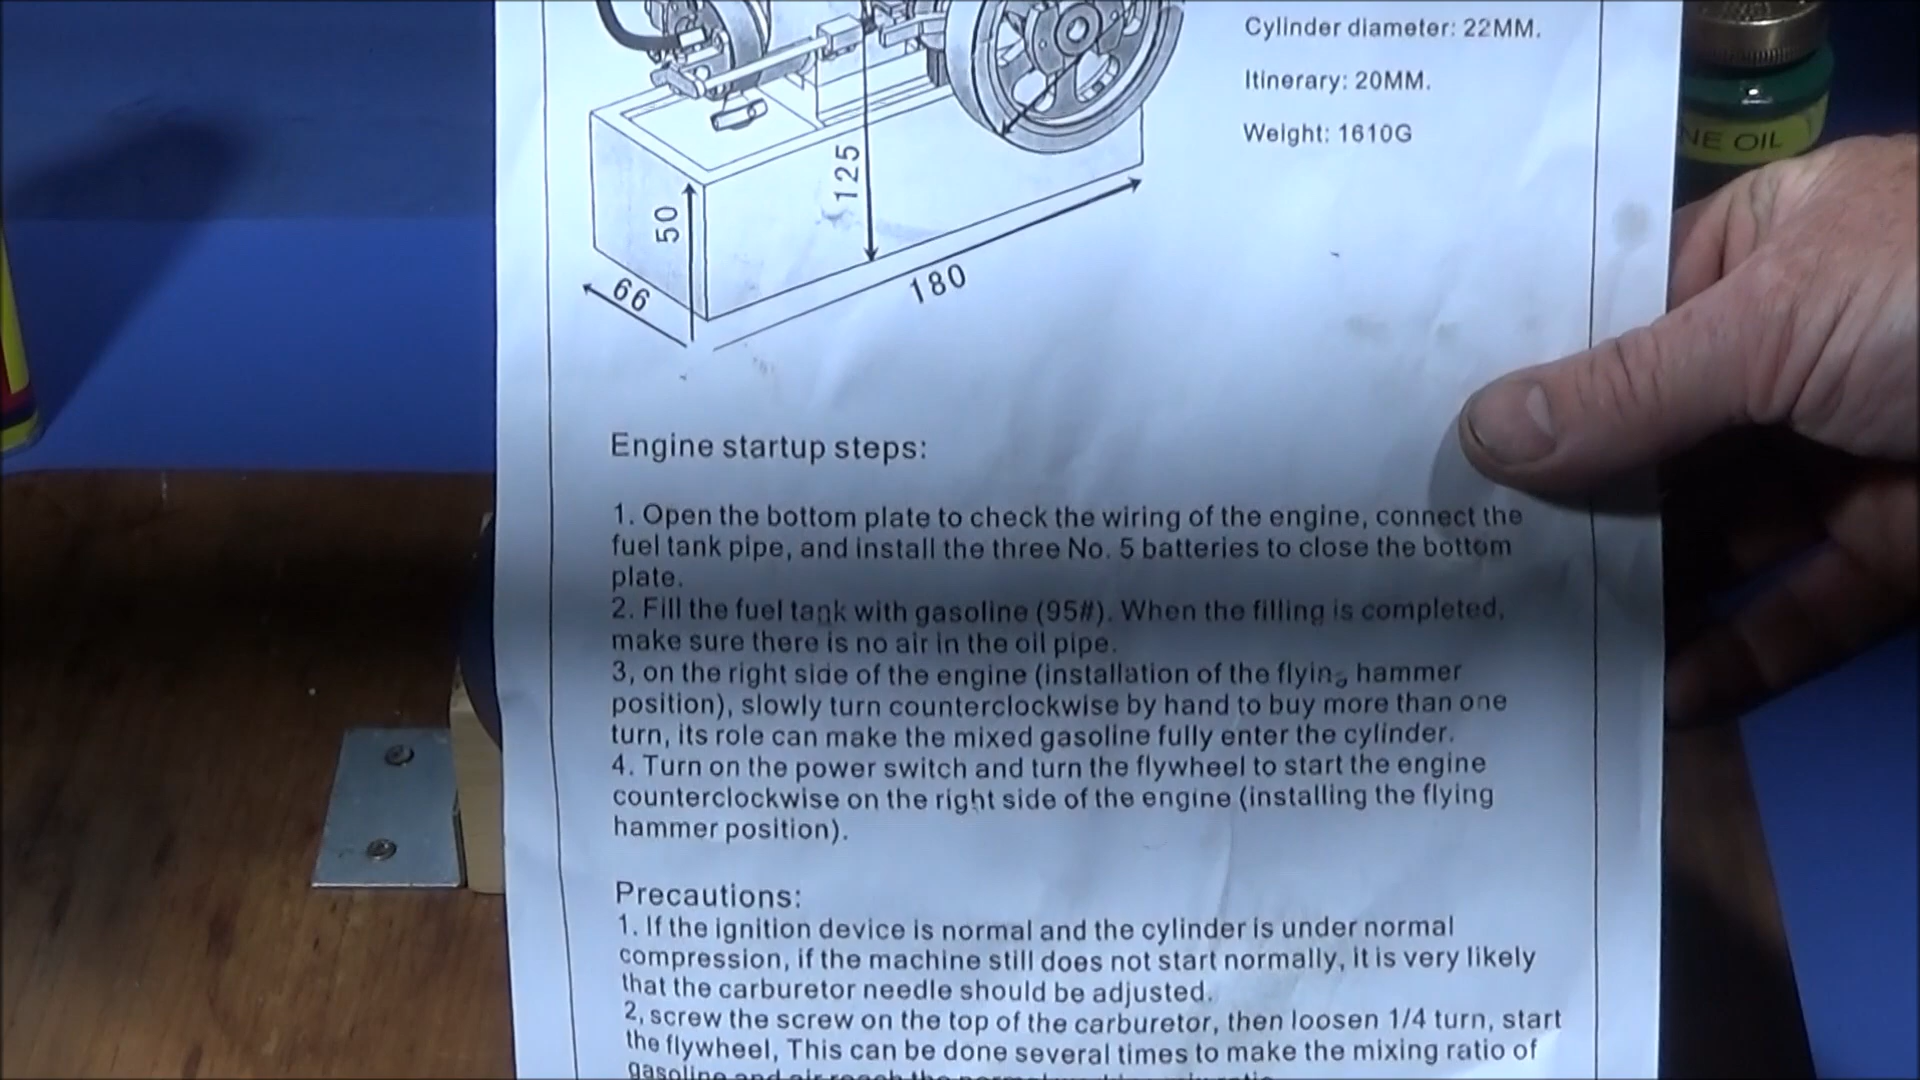 Cylinder diameter: 22MM.
Itinerary: 20MM.
Weight: 1610G
NE OIL
125
50
66
180
Engine startup steps:
1. Open the bottom plate to check the wiring of the engine, connect the
fuel tank pipe, and install the three No. 5 batteries to close the bottom
plate.
2. Fill the fuel tank with gasoline (95#). When the filling is completed,
make sure there is no air in the oil pipe.
3, on the right side of the engine (installation of the flying hammer
position), slowly turn counterclockwise by hand to buy more than one
turn, its role can make the mixed gasoline fully enter the cylinder.
4. Turn on the power switch and turn the flywheel to start the engine
counterclockwise on the right side of the engine (installing the flying
hammer position).
Precautions:
1. If the ignition device is normal and the cylinder is under normal
compression, if the machine still does not start normally, it is very likely
that the carburetor needle should be adjusted.
2, screw the screw on the top of the carburetor, then loosen 1/4 turn, start
the flywheel, This can be done several times to make the mixing ratio of
gasoline and air reach the normal